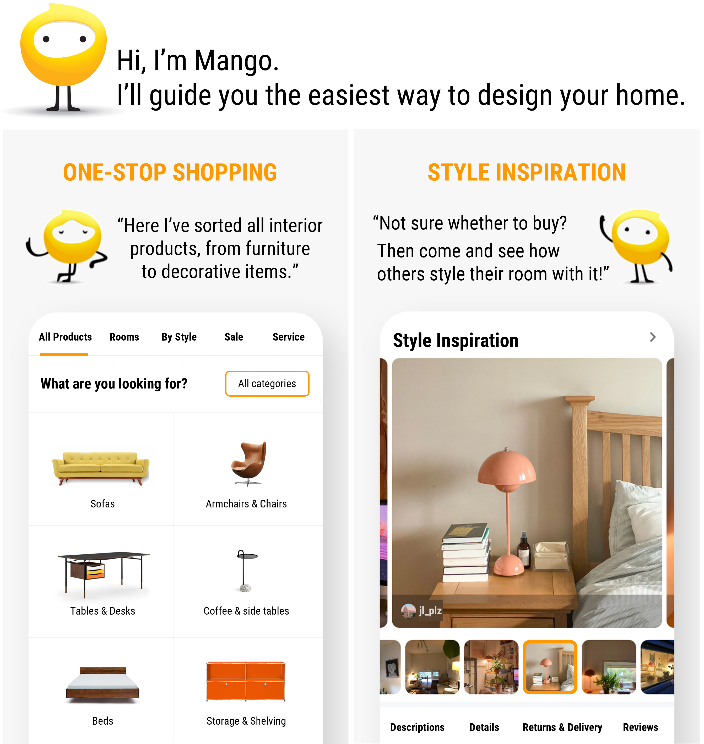 Hi, I’m Mango.
I’ll guide you the easiest way to design your home.
ONE-STOP SHOPPING
“Here I’ve sorted all interior
products, from furniture
to decorative items.”
All Products Rooms By Style Sale Service
What are you looking for? All categories
Sofas Armchairs & Chairs
Tables & Desks Coffee & side tables
Beds Storage & Shelving
STYLE INSPIRATION
“Not sure whether to buy?
Then come and see how
others style their room with it!”
Style Inspiration
jl_plz
Descriptions Details Returns & Delivery Reviews